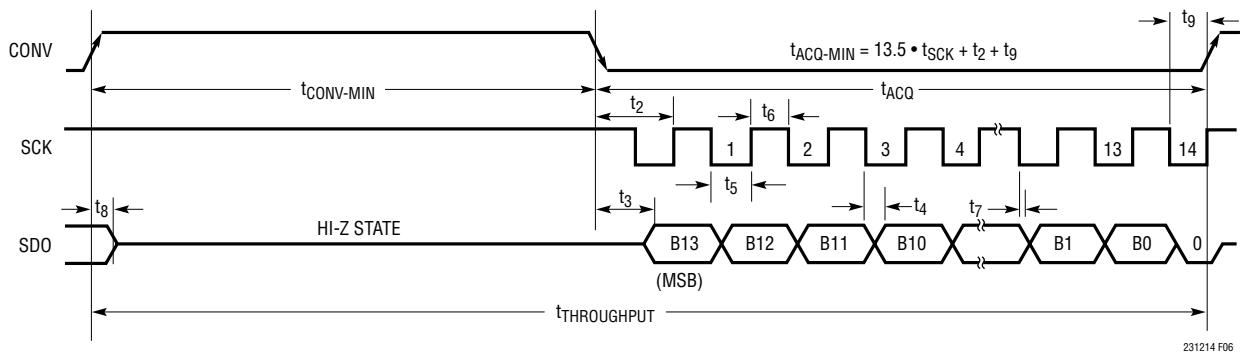 t9
CONV
tACQ-MIN = 13.5 • tSCK + t2 + t9
tCONV-MIN
tACQ
t2
t6
SCK
1
2
3
4
13
14
t5
t3
t8
t4
t7
HI-Z STATE
SDO
B13
B12
B11
B10
B1
B0
0
(MSB)
tTHROUGHPUT
231214 F06